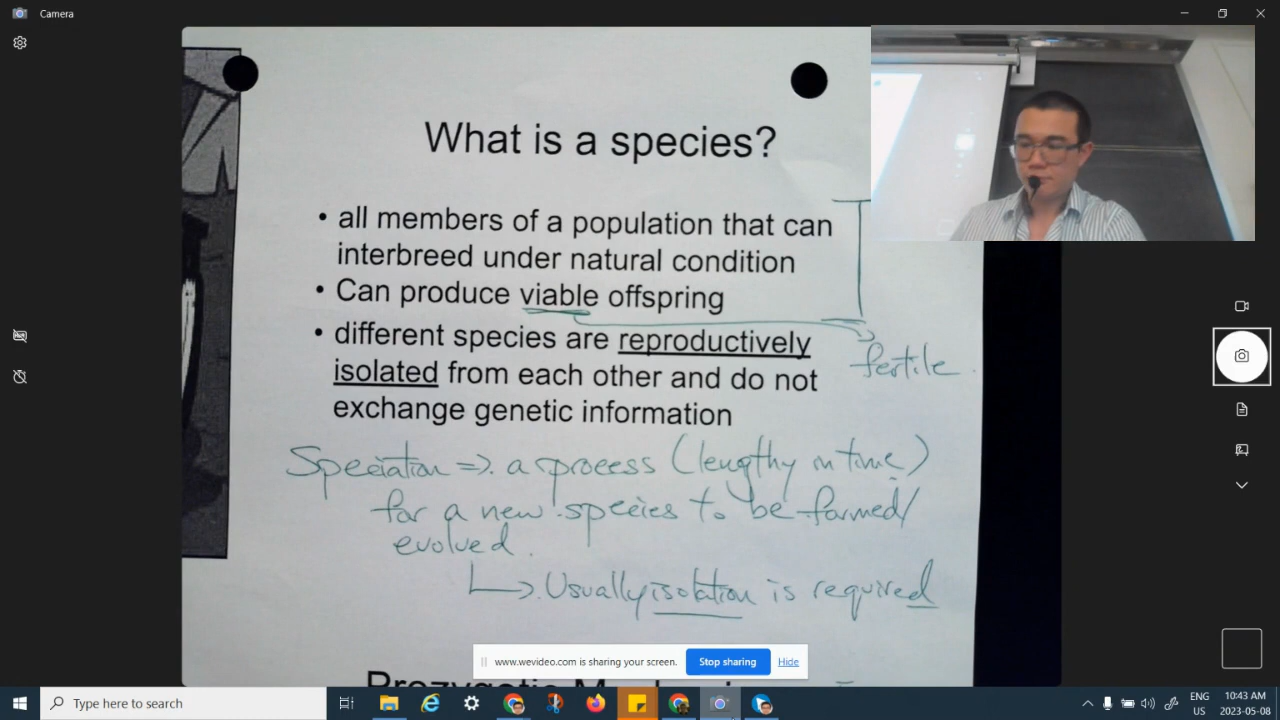 Camera
What is a species?
• all members of a population that can
interbreed under natural condition
• Can produce viable offspring
• different species are reproductively
isolated from each other and do not
exchange genetic information
fertile.
Speciation => a process (lengthy in time)
for a new species to be formed/
evolved.
↳ Usually isolation is required
www.wevideo.com is sharing your screen.
Stop sharing
Hide
Type here to search
ENG
US
10:43 AM
2023-05-08